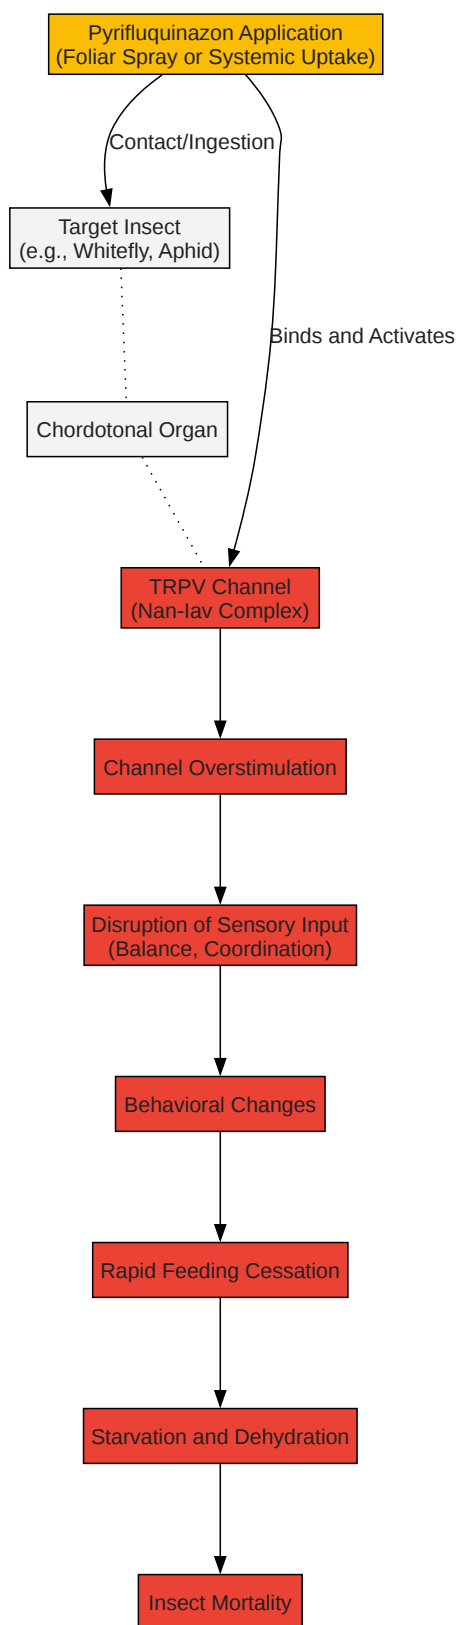 Pyrifluquinazon Application
(Foliar Spray or Systemic Uptake)
Contact/Ingestion
Target Insect
(e.g., Whitefly, Aphid)
Binds and Activates
Chordotonal Organ
TRPV Channel
(Nan-Iav Complex)
Channel Overstimulation
Disruption of Sensory Input
(Balance, Coordination)
Behavioral Changes
Rapid Feeding Cessation
Starvation and Dehydration
Insect Mortality